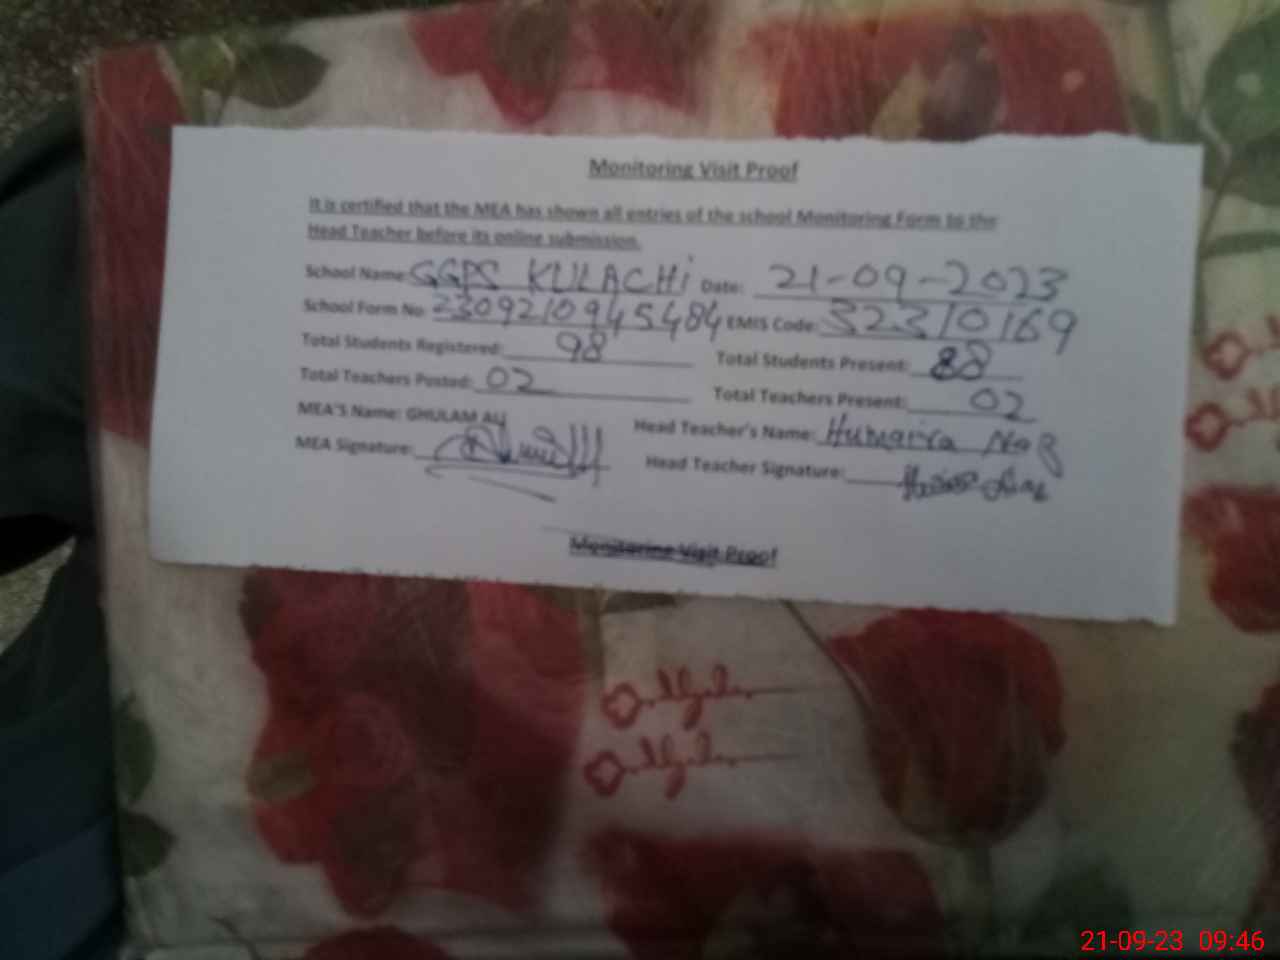 Monitoring Visit Proof
It is certified that the MEA has shown all entries of the school Monitoring Form to the
Head Teacher before its online submission.
School Name: GGPS KULACHI Date: 21-09-2023
School Form No: 2309210945484 EMIS Code: 32310169
Total Students Registered: 98 Total Students Present: 88
Total Teachers Posted: 02 Total Teachers Present: 02
MEA'S Name: GHULAM ALI Head Teacher's Name: Humaira Naz
MEA Signature: Head Teacher Signature:
Monitoring Visit Proof
21-09-23 09:46